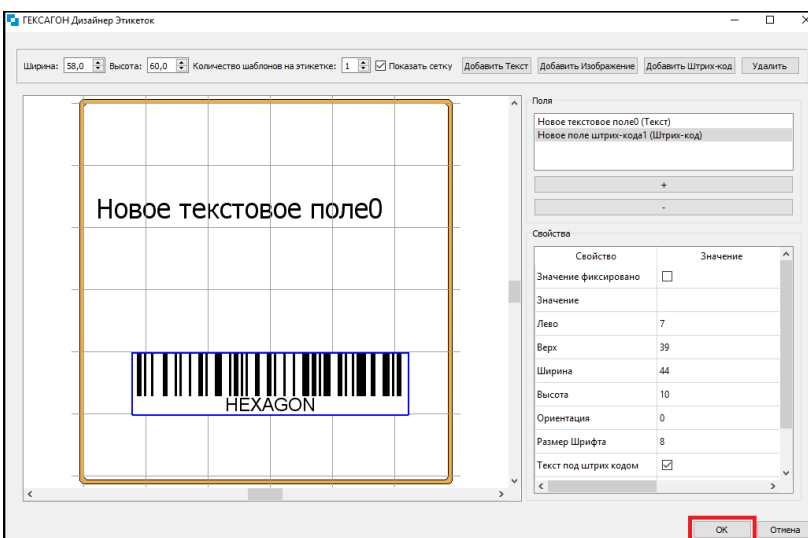 ГЕКСАГОН Дизайнер Этикеток
Ширина: 58,0 Высота: 60,0 Количество шаблонов на этикетке: 1 Показать сетку Добавить Текст Добавить Изображение Добавить Штрих-код Удалить
Поля
Новое текстовое поле0 (Текст)
Новое поле штрих-кода1 (Штрих-код)
+
-
Новое текстовое поле0
HEXAGON
Свойства
Свойство Значение
Значение фиксировано
Значение
Лево 7
Верх 39
Ширина 44
Высота 10
Ориентация 0
Размер Шрифта 8
Текст под штрих кодом
OK Отмена